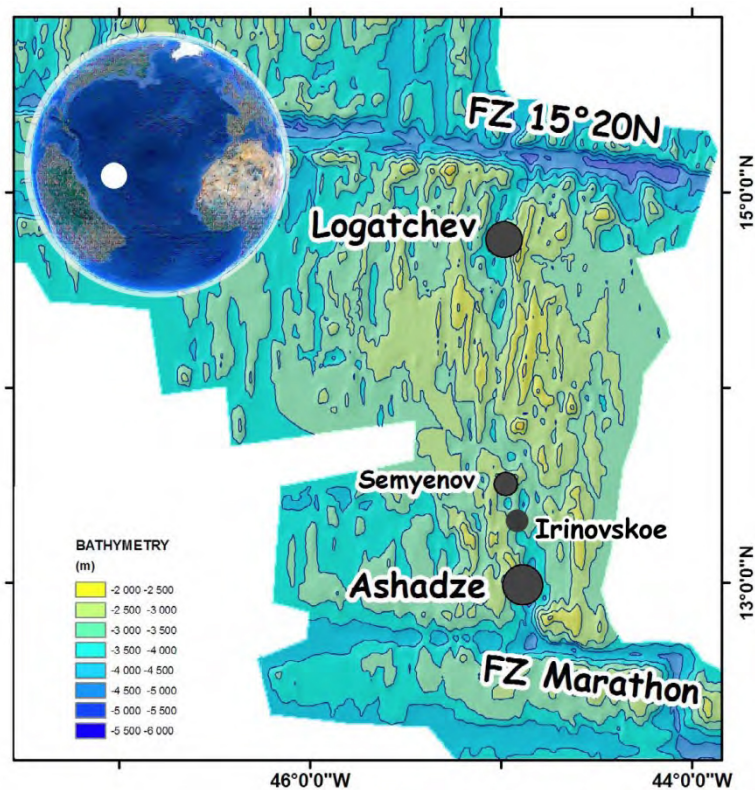 FZ 15°20N
Logatchev
15°0'0"N
Semyenov
Irinovskoe
BATHYMETRY
(m)
-2 000 -2 500
-2 500 -3 000
-3 000 -3 500
-3 500 -4 000
-4 000 -4 500
-4 500 -5 000
-5 000 -5 500
-5 500 -6 000
Ashadze
13°0'0"N
FZ Marathon
46°0'0"W
44°0'0"W